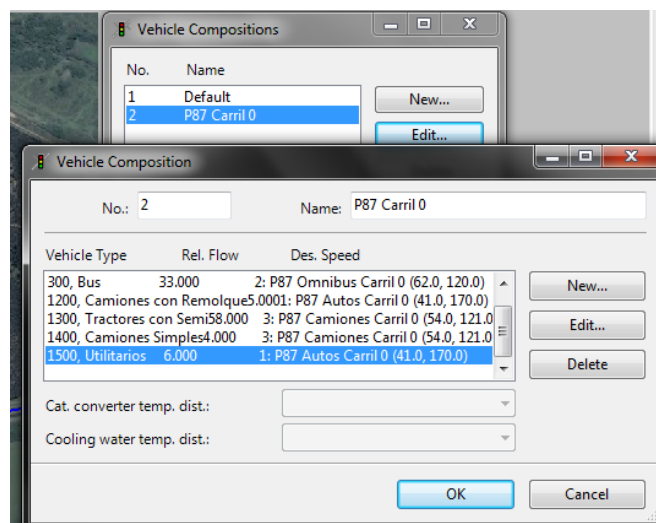 Vehicle Compositions
No. Name
1 Default
2 P87 Carril 0
New...
Edit...
Vehicle Composition
No.: 2 Name: P87 Carril 0
Vehicle Type Rel. Flow Des. Speed
300, Bus 33.000 2: P87 Omnibus Carril 0 (62.0, 120.0)
1200, Camiones con Remolque5.0001: P87 Autos Carril 0 (41.0, 170.0)
1300, Tractores con Semi58.000 3: P87 Camiones Carril 0 (54.0, 121.0
1400, Camiones Simples4.000 3: P87 Camiones Carril 0 (54.0, 121.0
1500, Utilitarios 6.000 1: P87 Autos Carril 0 (41.0, 170.0)
New...
Edit...
Delete
Cat. converter temp. dist.:
Cooling water temp. dist.:
OK Cancel